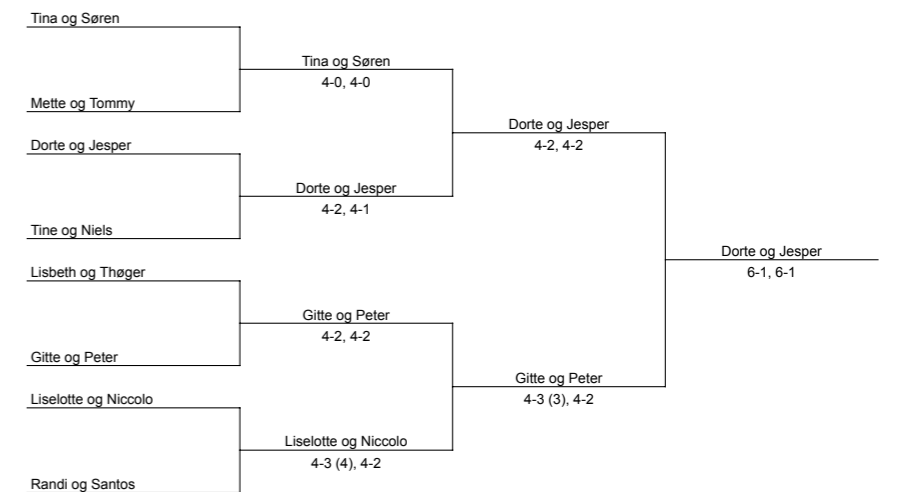 Tina og Søren
Tina og Søren
4-0, 4-0
Mette og Tommy
Dorte og Jesper
4-2, 4-2
Dorte og Jesper
Dorte og Jesper
4-2, 4-1
Tine og Niels
Dorte og Jesper
6-1, 6-1
Lisbeth og Thøger
Gitte og Peter
4-2, 4-2
Gitte og Peter
Gitte og Peter
4-3 (3), 4-2
Liselotte og Niccolo
Liselotte og Niccolo
4-3 (4), 4-2
Randi og Santos